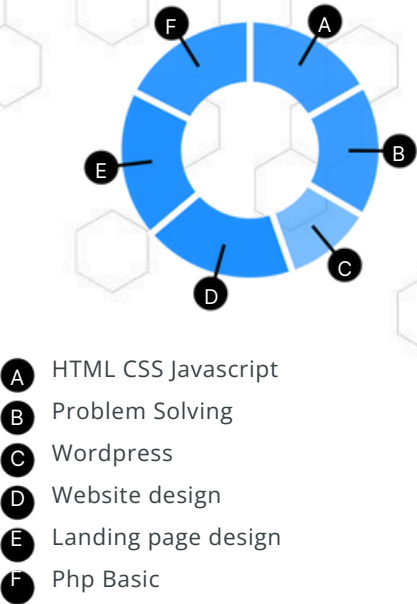 F
A
B
E
C
D
A HTML CSS Javascript
B Problem Solving
C Wordpress
D Website design
E Landing page design
F Php Basic